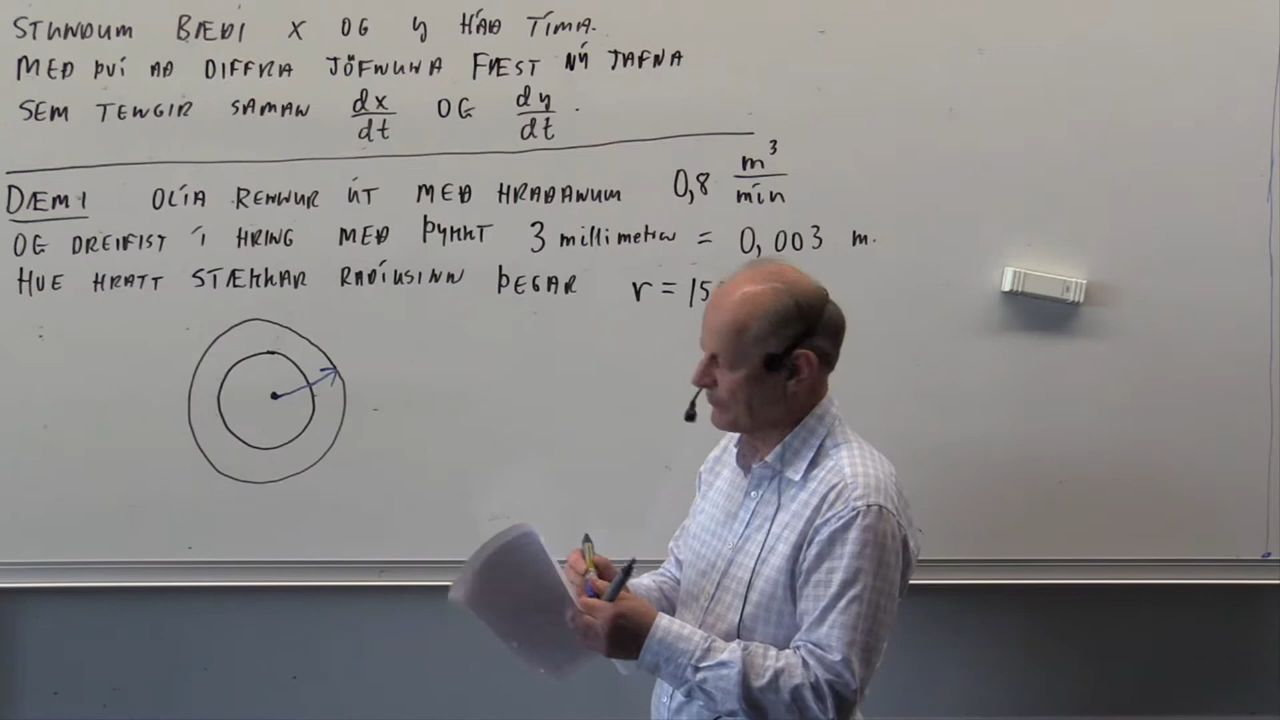 STUNDUM BÆÐI X OG Y HÁÐ TÍMA.
MEÐ ÞVÍ AÐ DIFFRA JÖFNUNA FÆST NÝ JAFNA
SEM TENGIR SAMAN dx/dt OG dy/dt.
DÆMI OLÍA RENNUR ÚT MEÐ HRAÐANUM 0,8 m³/mín
OG DREIFIST Í HRING MEÐ ÞYKKT 3 millimetra = 0,003 m.
HVE HRATT STÆKKAR RADÍUSINN ÞEGAR r = 15